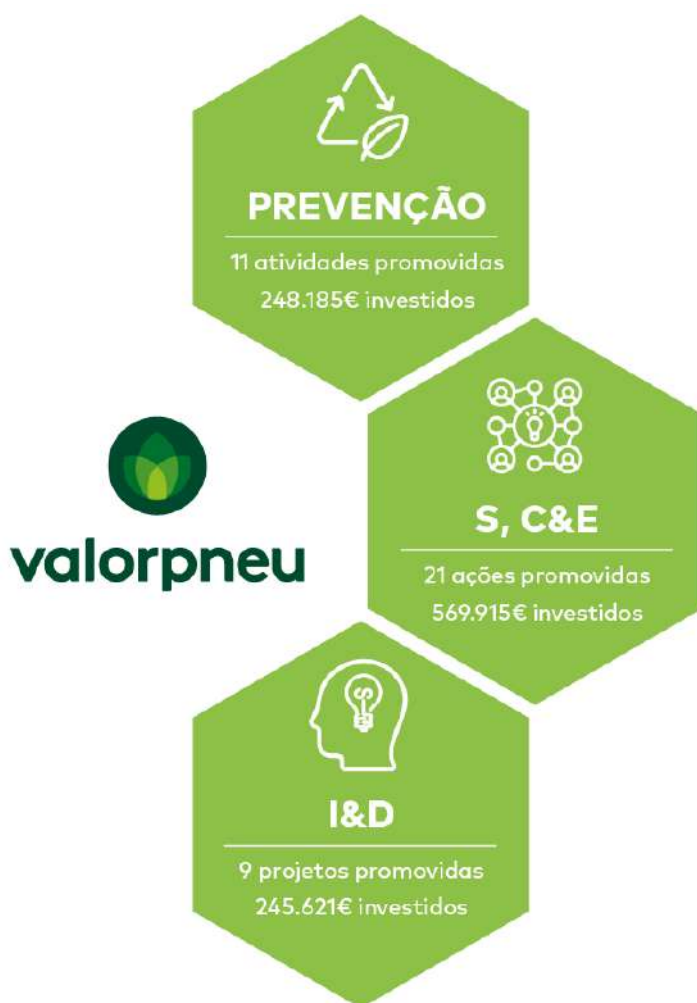 PREVENÇÃO
11 atividades promovidas
248.185€ investidos
valorpneu
S, C&E
21 ações promovidas
569.915€ investidos
I&D
9 projetos promovidas
245.621€ investidos